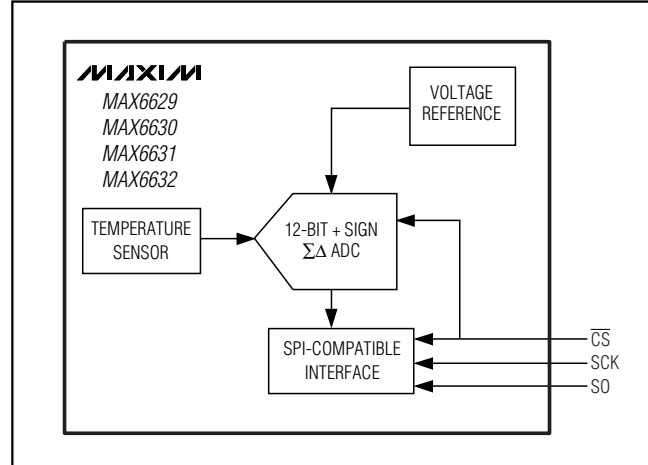 MAXIM
MAX6629
MAX6630
MAX6631
MAX6632
VOLTAGE
REFERENCE
TEMPERATURE
SENSOR
12-BIT + SIGN
ΣΔ ADC
SPI-COMPATIBLE
INTERFACE
C̅S̅
SCK
SO